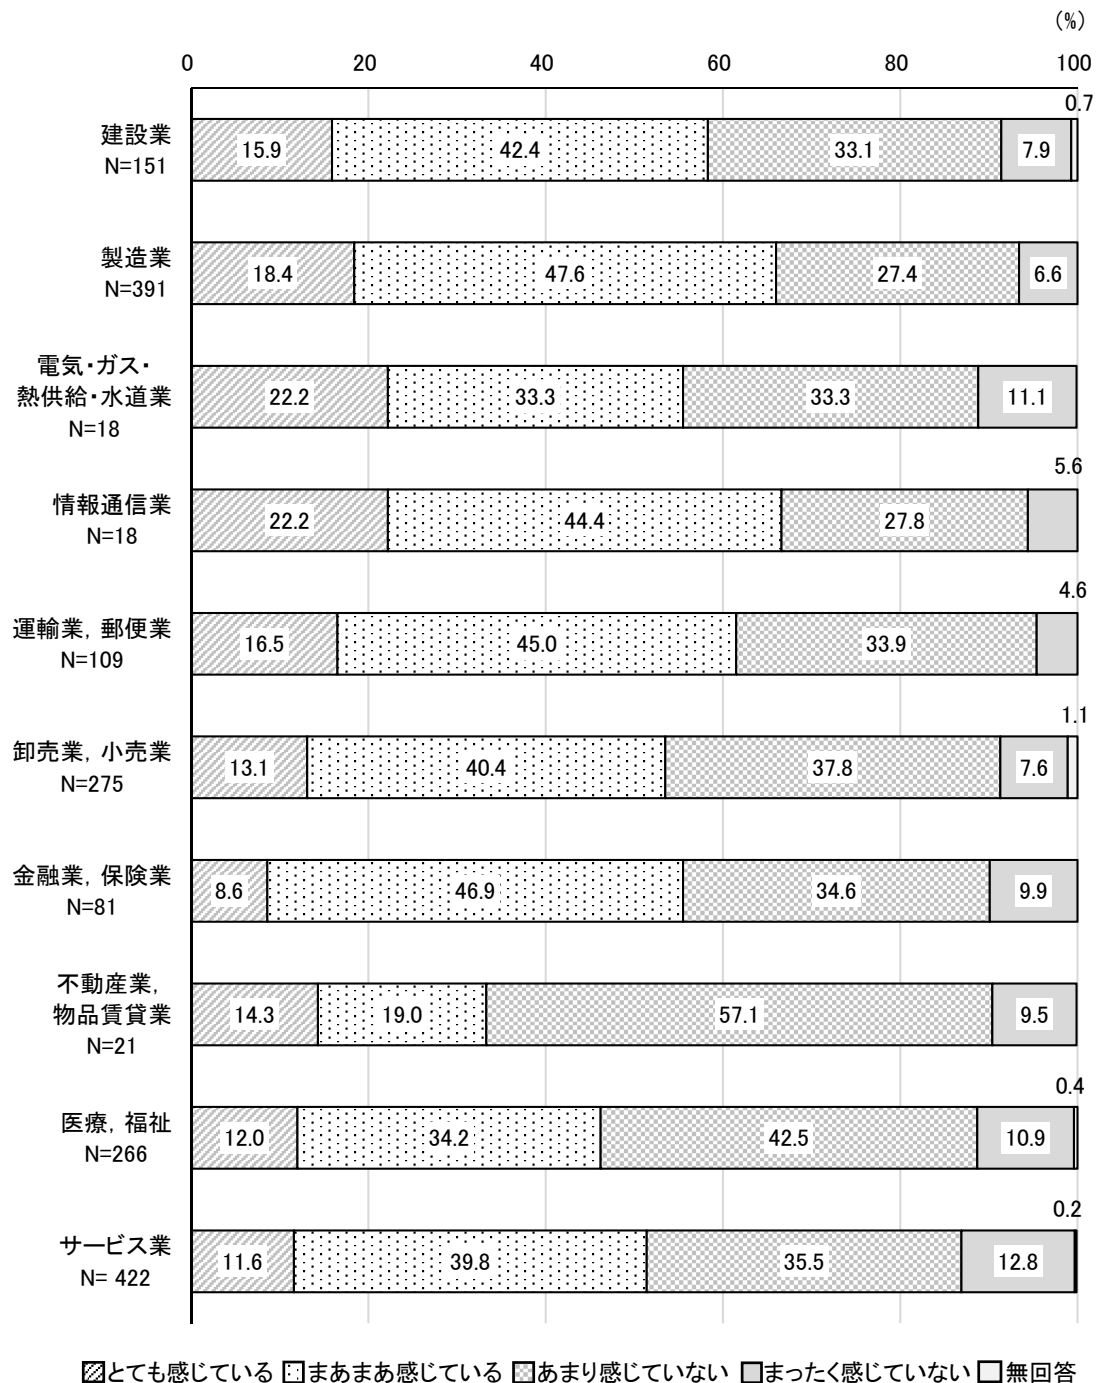 (%)
0 20 40 60 80 100
0.7
建設業
N=151
15.9 42.4 33.1 7.9
製造業
N=391
18.4 47.6 27.4 6.6
電気・ガス・
熱供給・水道業
N=18
22.2 33.3 33.3 11.1
5.6
情報通信業
N=18
22.2 44.4 27.8
4.6
運輸業, 郵便業
N=109
16.5 45.0 33.9
1.1
卸売業, 小売業
N=275
13.1 40.4 37.8 7.6
金融業, 保険業
N=81
8.6 46.9 34.6 9.9
不動産業,
物品賃貸業
N=21
14.3 19.0 57.1 9.5
0.4
医療, 福祉
N=266
12.0 34.2 42.5 10.9
0.2
サービス業
N= 422
11.6 39.8 35.5 12.8
とても感じている まあまあ感じている あまり感じていない まったく感じていない 無回答